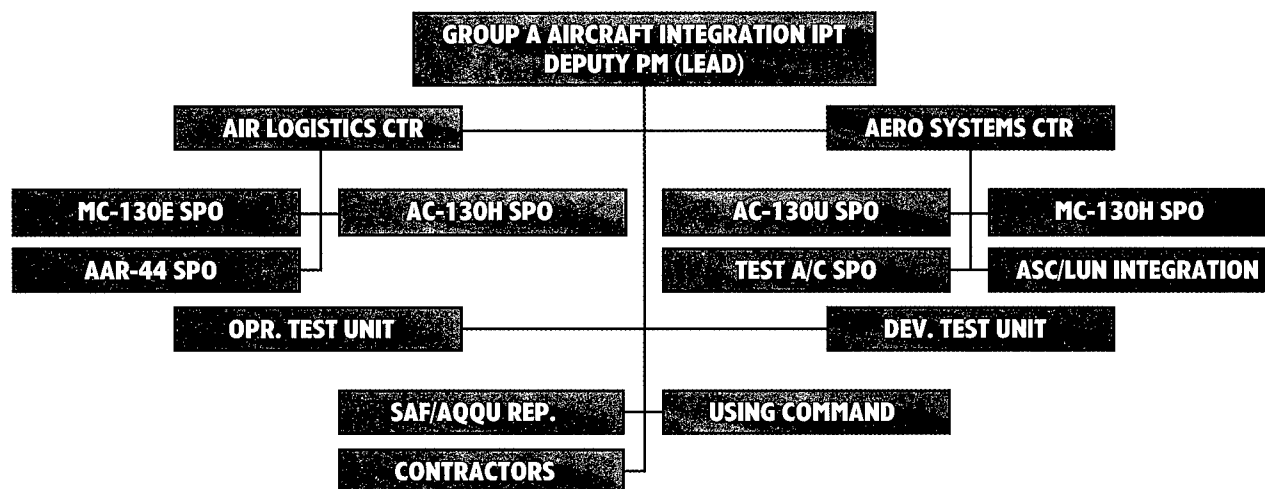 GROUP A AIRCRAFT INTEGRATION IPT
DEPUTY PM (LEAD)
AIR LOGISTICS CTR
AERO SYSTEMS CTR
MC-130E SPO
AC-130H SPO
AC-130U SPO
MC-130H SPO
AAR-44 SPO
TEST A/C SPO
ASC/LUN INTEGRATION
OPR. TEST UNIT
DEV. TEST UNIT
SAF/AQQU REP.
USING COMMAND
CONTRACTORS